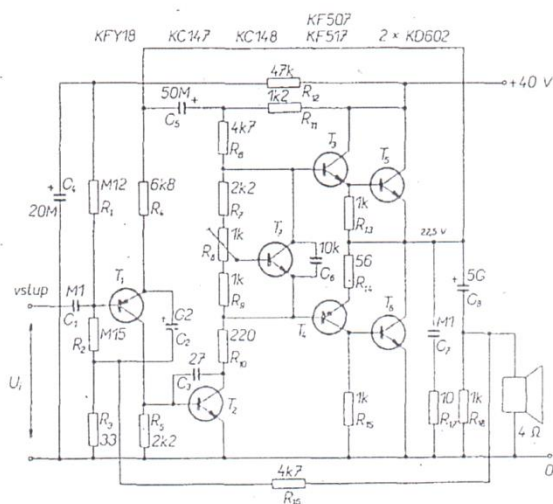 KF507
KFY18 KC147 KC148 KF517 2 × KD602
47k
R12
+40 V
50M +
C5
1k2
R11
4k7
R6
T3
T5
+ C4
20M
M12
R1
6k8
R4
2k2
R7
1k
R13
1k
R8
T7
10k
C6
22,5 V
T1
1k
R9
56
R14
5G
C8
+
vstup
M1
C1
G2
C2
+
T4
T6
M15
R2
220
R10
M1
C7
27
C3
Ui
T2
4 Ω
R3
33
R5
2k2
1k
R15
10
R17
1k
R18
0
4k7
R16